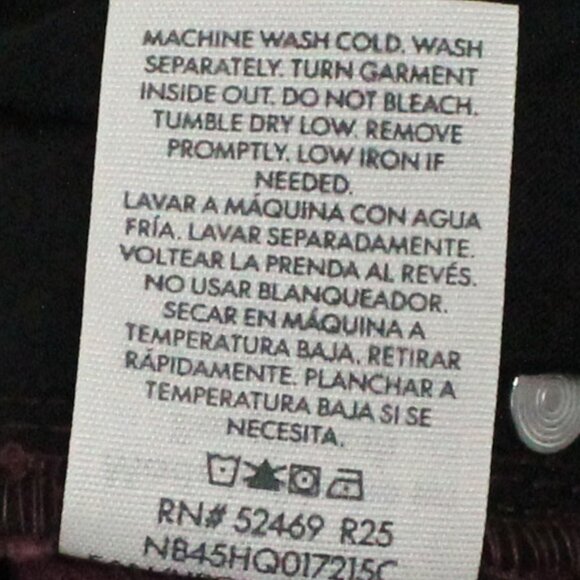 MACHINE WASH COLD. WASH
SEPARATELY. TURN GARMENT
INSIDE OUT. DO NOT BLEACH.
TUMBLE DRY LOW. REMOVE
PROMPTLY. LOW IRON IF
NEEDED.
LAVAR A MÁQUINA CON AGUA
FRÍA. LAVAR SEPARADAMENTE.
VOLTEAR LA PRENDA AL REVÉS.
NO USAR BLANQUEADOR.
SECAR EN MÁQUINA A
TEMPERATURA BAJA. RETIRAR
RÁPIDAMENTE. PLANCHAR A
TEMPERATURA BAJA SI SE
NECESITA.
RN# 52469 R25
NB45HQ017215C